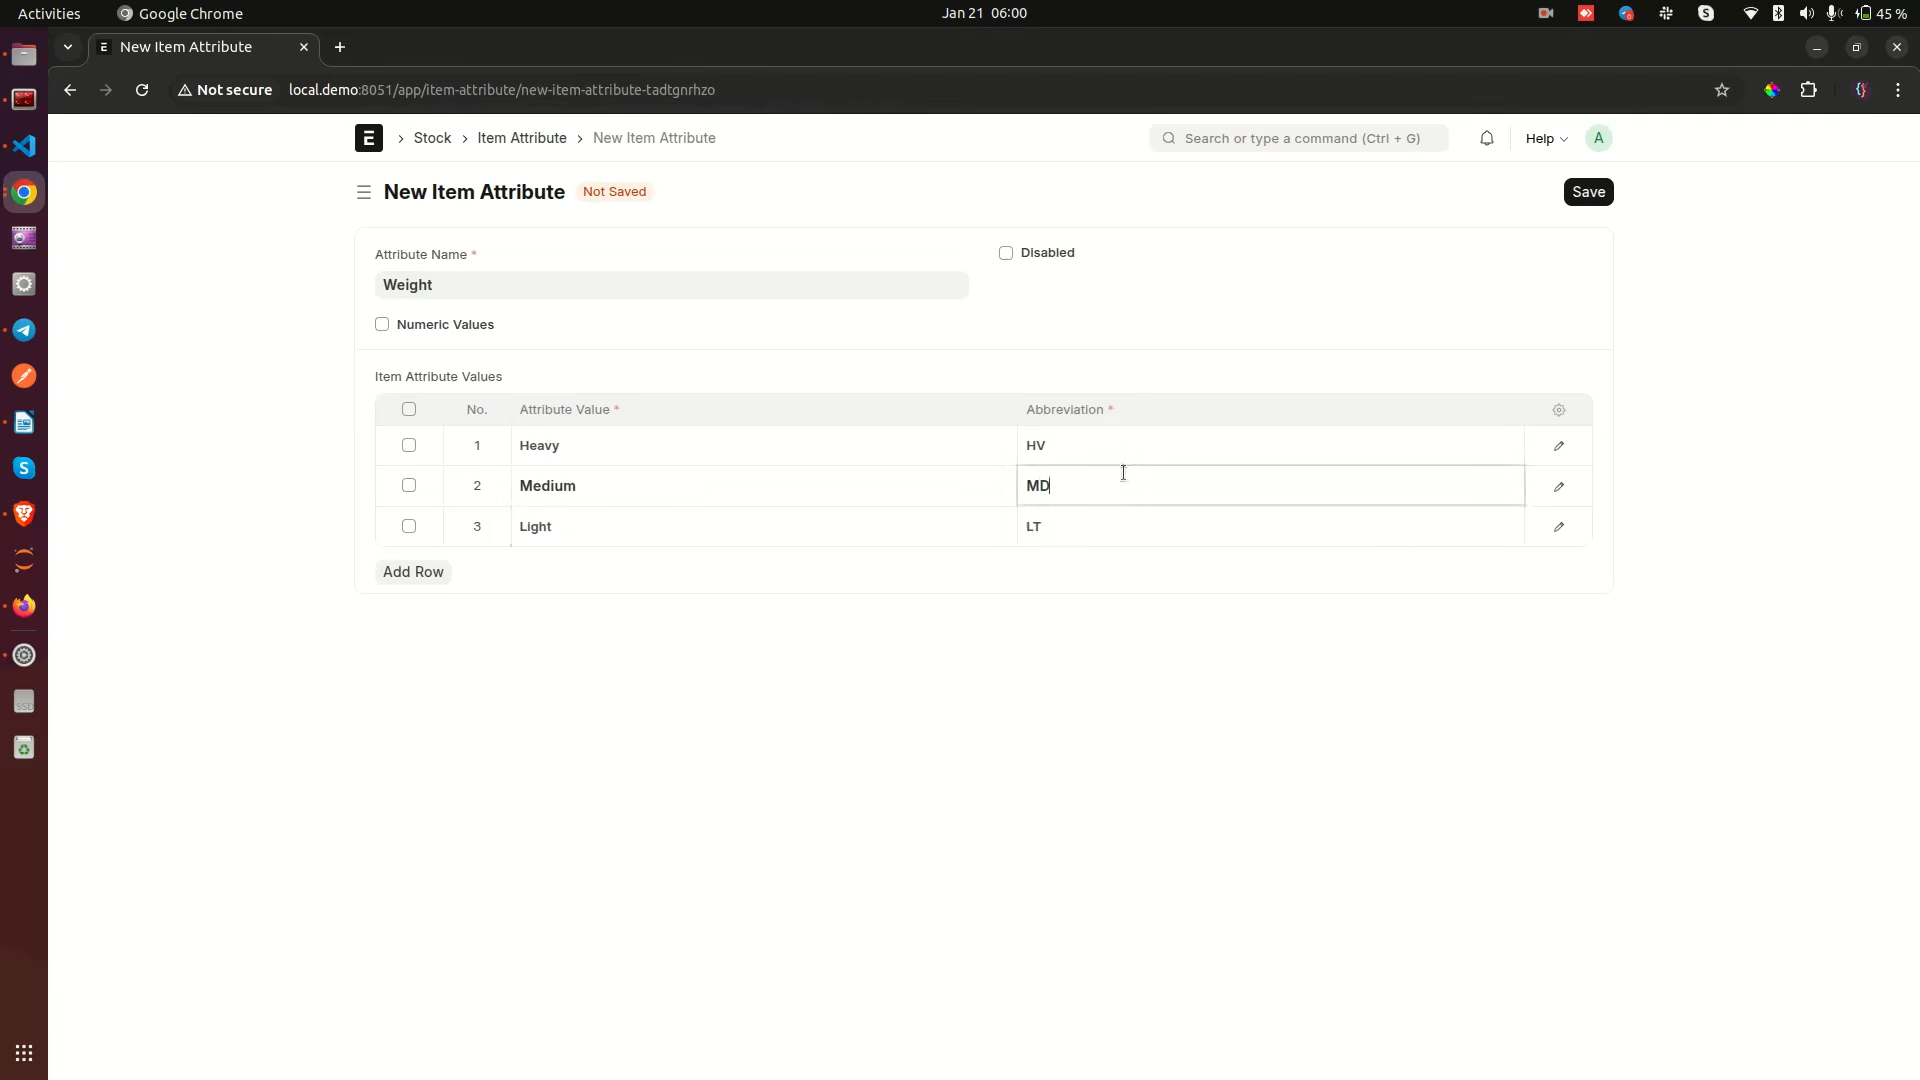 Activities
Google Chrome
Jan 21 06:00
45 %
New Item Attribute
Not secure
local.demo:8051/app/item-attribute/new-item-attribute-tadtgnrhzo
E
Stock
Item Attribute
New Item Attribute
Search or type a command (Ctrl + G)
Help
A
New Item Attribute
Not Saved
Save
Attribute Name *
Disabled
Weight
Numeric Values
Item Attribute Values
No. Attribute Value * Abbreviation *
1 Heavy HV
2 Medium MD
3 Light LT
Add Row